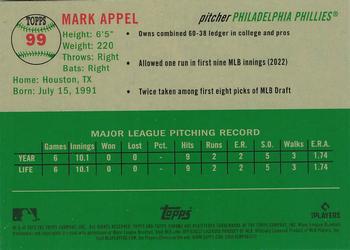 TOPPS
99
MARK APPEL
pitcher PHILADELPHIA PHILLIES®
Height: 6'5"
Weight: 220
Throws: Right
Bats: Right
Home: Houston, TX
Born: July 15, 1991
• Owns combined 60-38 ledger in college and pros
• Allowed one run in first nine MLB innings (2022)
• Twice taken among first eight picks of MLB Draft
MAJOR LEAGUE PITCHING RECORD
Games Innings Won Lost Pct. Hits Runs E.R. S.O. Walks E.R.A.
YEAR 6 10.1 0 0 - 9 2 2 5 3 1.74
LIFE 6 10.1 0 0 - 9 2 2 5 3 1.74
Topps
PLAYERS